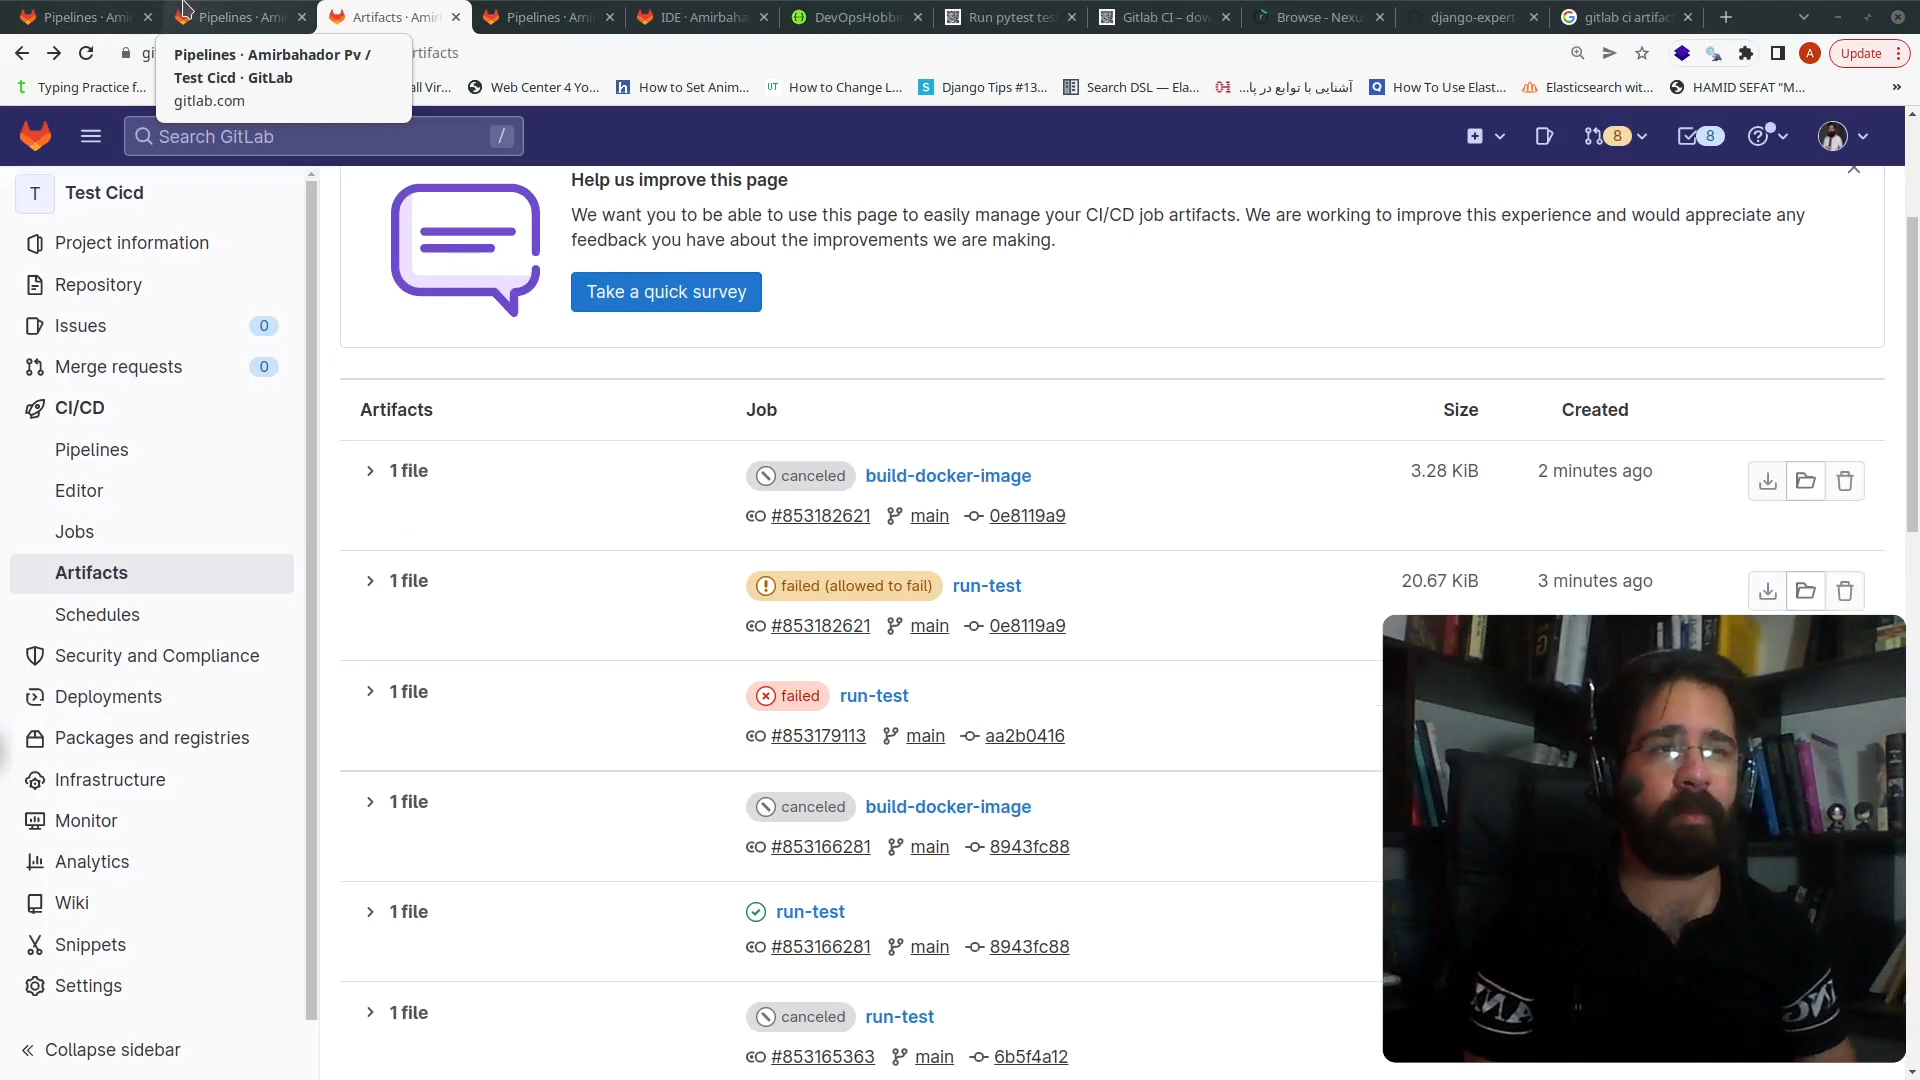 Pipelines · Ami
Pipelines · Ami
Artifacts · Amir
Pipelines · Ami
IDE · Amirbaha
DevOpsHobbi
Run pytest tes
Gitlab CI – dow
Browse - Nexu
django-expert
gitlab ci artifac
gi
rtifacts
A
Update
Pipelines · Amirbahador Pv /
Test Cicd · GitLab
gitlab.com
Typing Practice f...
all Vir...
Web Center 4 Yo...
How to Set Anim...
UT
How to Change L...
Django Tips #13...
Search DSL — Ela...
آشنایی با توابع در پا...
How To Use Elast...
Elasticsearch wit...
HAMID SEFAT "M...
»
Search GitLab
/
8
8
T
Test Cicd
Project information
Repository
Issues
0
Merge requests
0
CI/CD
Pipelines
Editor
Jobs
Artifacts
Schedules
Security and Compliance
Deployments
Packages and registries
Infrastructure
Monitor
Analytics
Wiki
Snippets
Settings
Collapse sidebar
Help us improve this page
We want you to be able to use this page to easily manage your CI/CD job artifacts. We are working to improve this experience and would appreciate any
feedback you have about the improvements we are making.
Take a quick survey
Artifacts
Job
Size
Created
1 file
canceled
build-docker-image
3.28 KiB
2 minutes ago
#853182621
main
0e8119a9
1 file
failed (allowed to fail)
run-test
20.67 KiB
3 minutes ago
#853182621
main
0e8119a9
1 file
failed
run-test
#853179113
main
aa2b0416
1 file
canceled
build-docker-image
#853166281
main
8943fc88
1 file
run-test
#853166281
main
8943fc88
1 file
canceled
run-test
#853165363
main
6b5f4a12